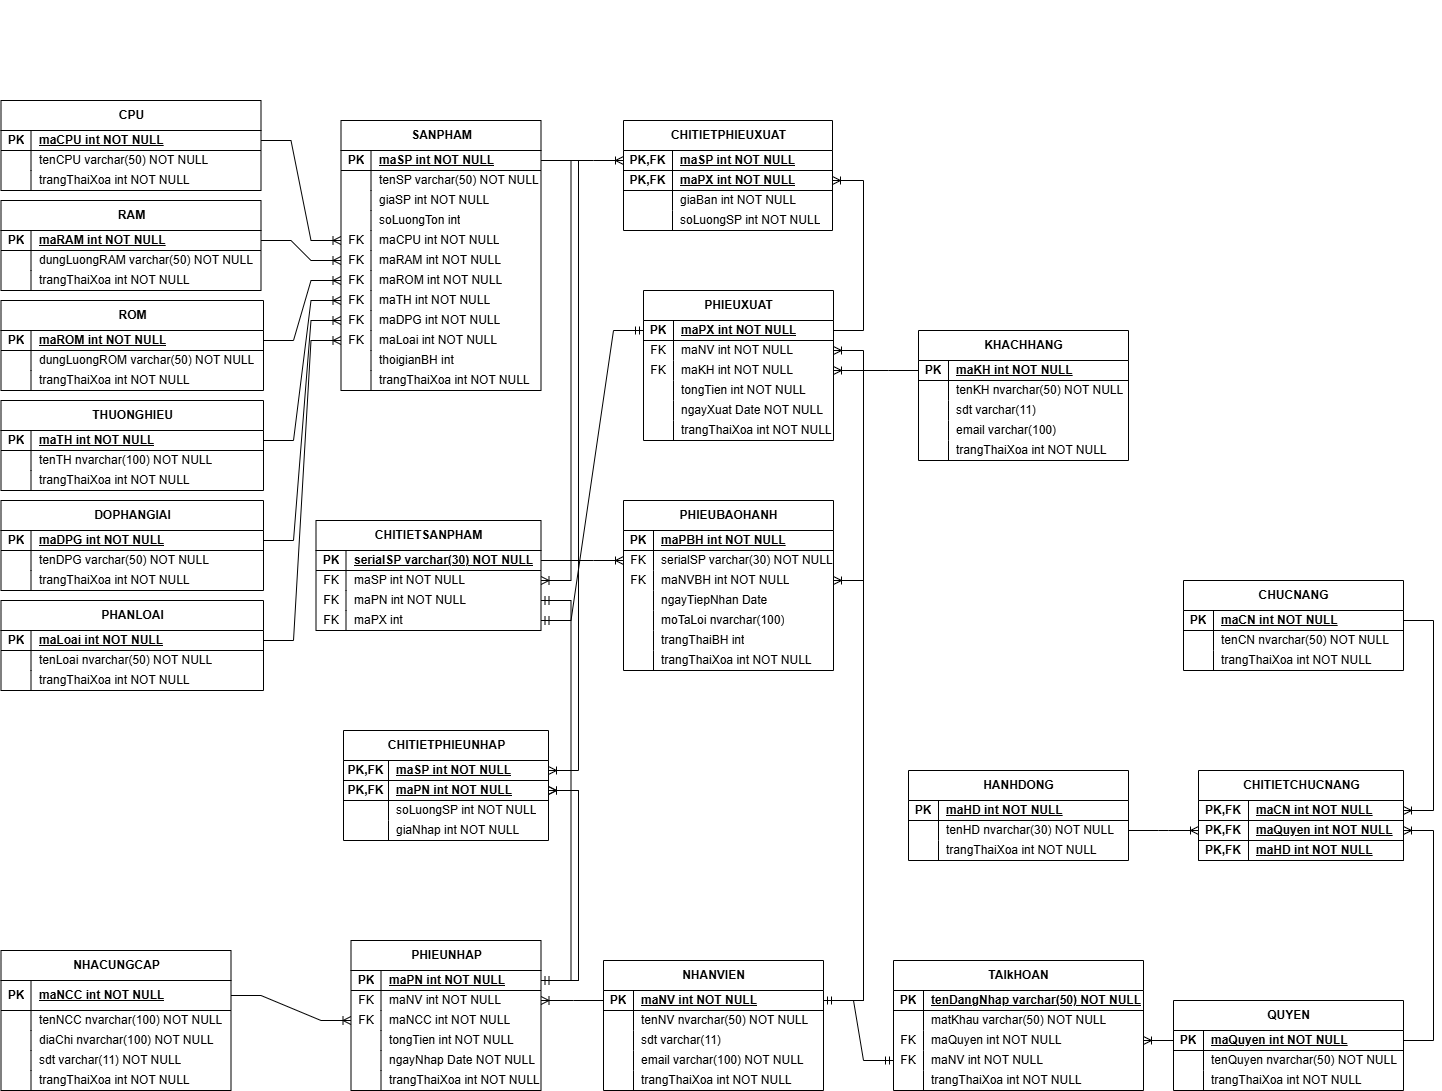 CPU
PK maCPU int NOT NULL
tenCPU varchar(50) NOT NULL
trangThaiXoa int NOT NULL
RAM
PK maRAM int NOT NULL
dungLuongRAM varchar(50) NOT NULL
trangThaiXoa int NOT NULL
ROM
PK maROM int NOT NULL
dungLuongROM varchar(50) NOT NULL
trangThaiXoa int NOT NULL
THUONGHIEU
PK maTH int NOT NULL
tenTH nvarchar(100) NOT NULL
trangThaiXoa int NOT NULL
DOPHANGIAI
PK maDPG int NOT NULL
tenDPG varchar(50) NOT NULL
trangThaiXoa int NOT NULL
PHANLOAI
PK maLoai int NOT NULL
tenLoai nvarchar(50) NOT NULL
trangThaiXoa int NOT NULL
SANPHAM
PK maSP int NOT NULL
tenSP varchar(50) NOT NULL
giaSP int NOT NULL
soLuongTon int
FK maCPU int NOT NULL
FK maRAM int NOT NULL
FK maROM int NOT NULL
FK maTH int NOT NULL
FK maDPG int NOT NULL
FK maLoai int NOT NULL
thoigianBH int
trangThaiXoa int NOT NULL
CHITIETPHIEUXUAT
PK,FK maSP int NOT NULL
PK,FK maPX int NOT NULL
giaBan int NOT NULL
soLuongSP int NOT NULL
PHIEUXUAT
PK maPX int NOT NULL
FK maNV int NOT NULL
FK maKH int NOT NULL
tongTien int NOT NULL
ngayXuat Date NOT NULL
trangThaiXoa int NOT NULL
KHACHHANG
PK maKH int NOT NULL
tenKH nvarchar(50) NOT NULL
sdt varchar(11)
email varchar(100)
trangThaiXoa int NOT NULL
CHITIETSANPHAM
PK serialSP varchar(30) NOT NULL
FK maSP int NOT NULL
FK maPN int NOT NULL
FK maPX int
PHIEUBAOHANH
PK maPBH int NOT NULL
FK serialSP varchar(30) NOT NULL
FK maNVBH int NOT NULL
ngayTiepNhan Date
moTaLoi nvarchar(100)
trangThaiBH int
trangThaiXoa int NOT NULL
CHUCNANG
PK maCN int NOT NULL
tenCN nvarchar(50) NOT NULL
trangThaiXoa int NOT NULL
CHITIETPHIEUNHAP
PK,FK maSP int NOT NULL
PK,FK maPN int NOT NULL
soLuongSP int NOT NULL
giaNhap int NOT NULL
HANHDONG
PK maHD int NOT NULL
tenHD nvarchar(30) NOT NULL
trangThaiXoa int NOT NULL
CHITIETCHUCNANG
PK,FK maCN int NOT NULL
PK,FK maQuyen int NOT NULL
PK,FK maHD int NOT NULL
NHACUNGCAP
PK maNCC int NOT NULL
tenNCC nvarchar(100) NOT NULL
diaChi nvarchar(100) NOT NULL
sdt varchar(11) NOT NULL
trangThaiXoa int NOT NULL
PHIEUNHAP
PK maPN int NOT NULL
FK maNV int NOT NULL
FK maNCC int NOT NULL
tongTien int NOT NULL
ngayNhap Date NOT NULL
trangThaiXoa int NOT NULL
NHANVIEN
PK maNV int NOT NULL
tenNV nvarchar(50) NOT NULL
sdt varchar(11)
email varchar(100) NOT NULL
trangThaiXoa int NOT NULL
TAIkHOAN
PK tenDangNhap varchar(50) NOT NULL
matKhau varchar(50) NOT NULL
FK maQuyen int NOT NULL
FK maNV int NOT NULL
trangThaiXoa int NOT NULL
QUYEN
PK maQuyen int NOT NULL
tenQuyen nvarchar(50) NOT NULL
trangThaiXoa int NOT NULL